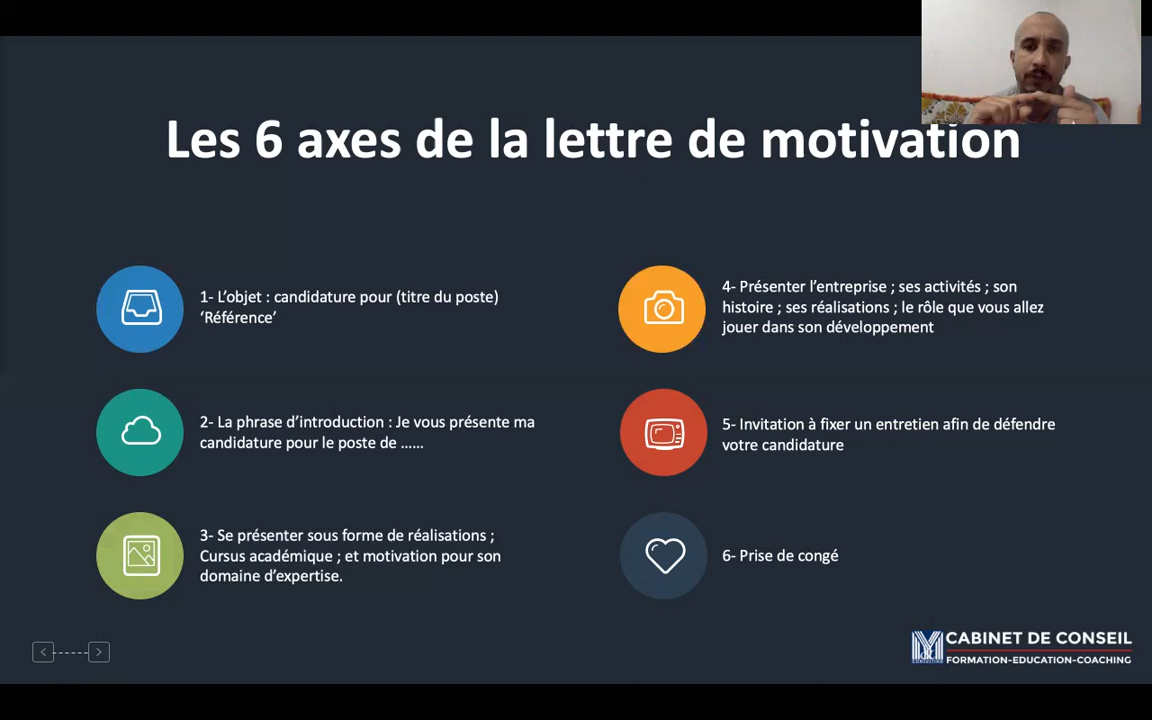 Les 6 axes de la lettre de motivation
1- L’objet : candidature pour (titre du poste)
‘Référence’
2- La phrase d’introduction : Je vous présente ma
candidature pour le poste de ......
3- Se présenter sous forme de réalisations ;
Cursus académique ; et motivation pour son
domaine d’expertise.
4- Présenter l’entreprise ; ses activités ; son
histoire ; ses réalisations ; le rôle que vous allez
jouer dans son développement
5- Invitation à fixer un entretien afin de défendre
votre candidature
6- Prise de congé
CABINET DE CONSEIL
FORMATION-EDUCATION-COACHING
CONSULTING